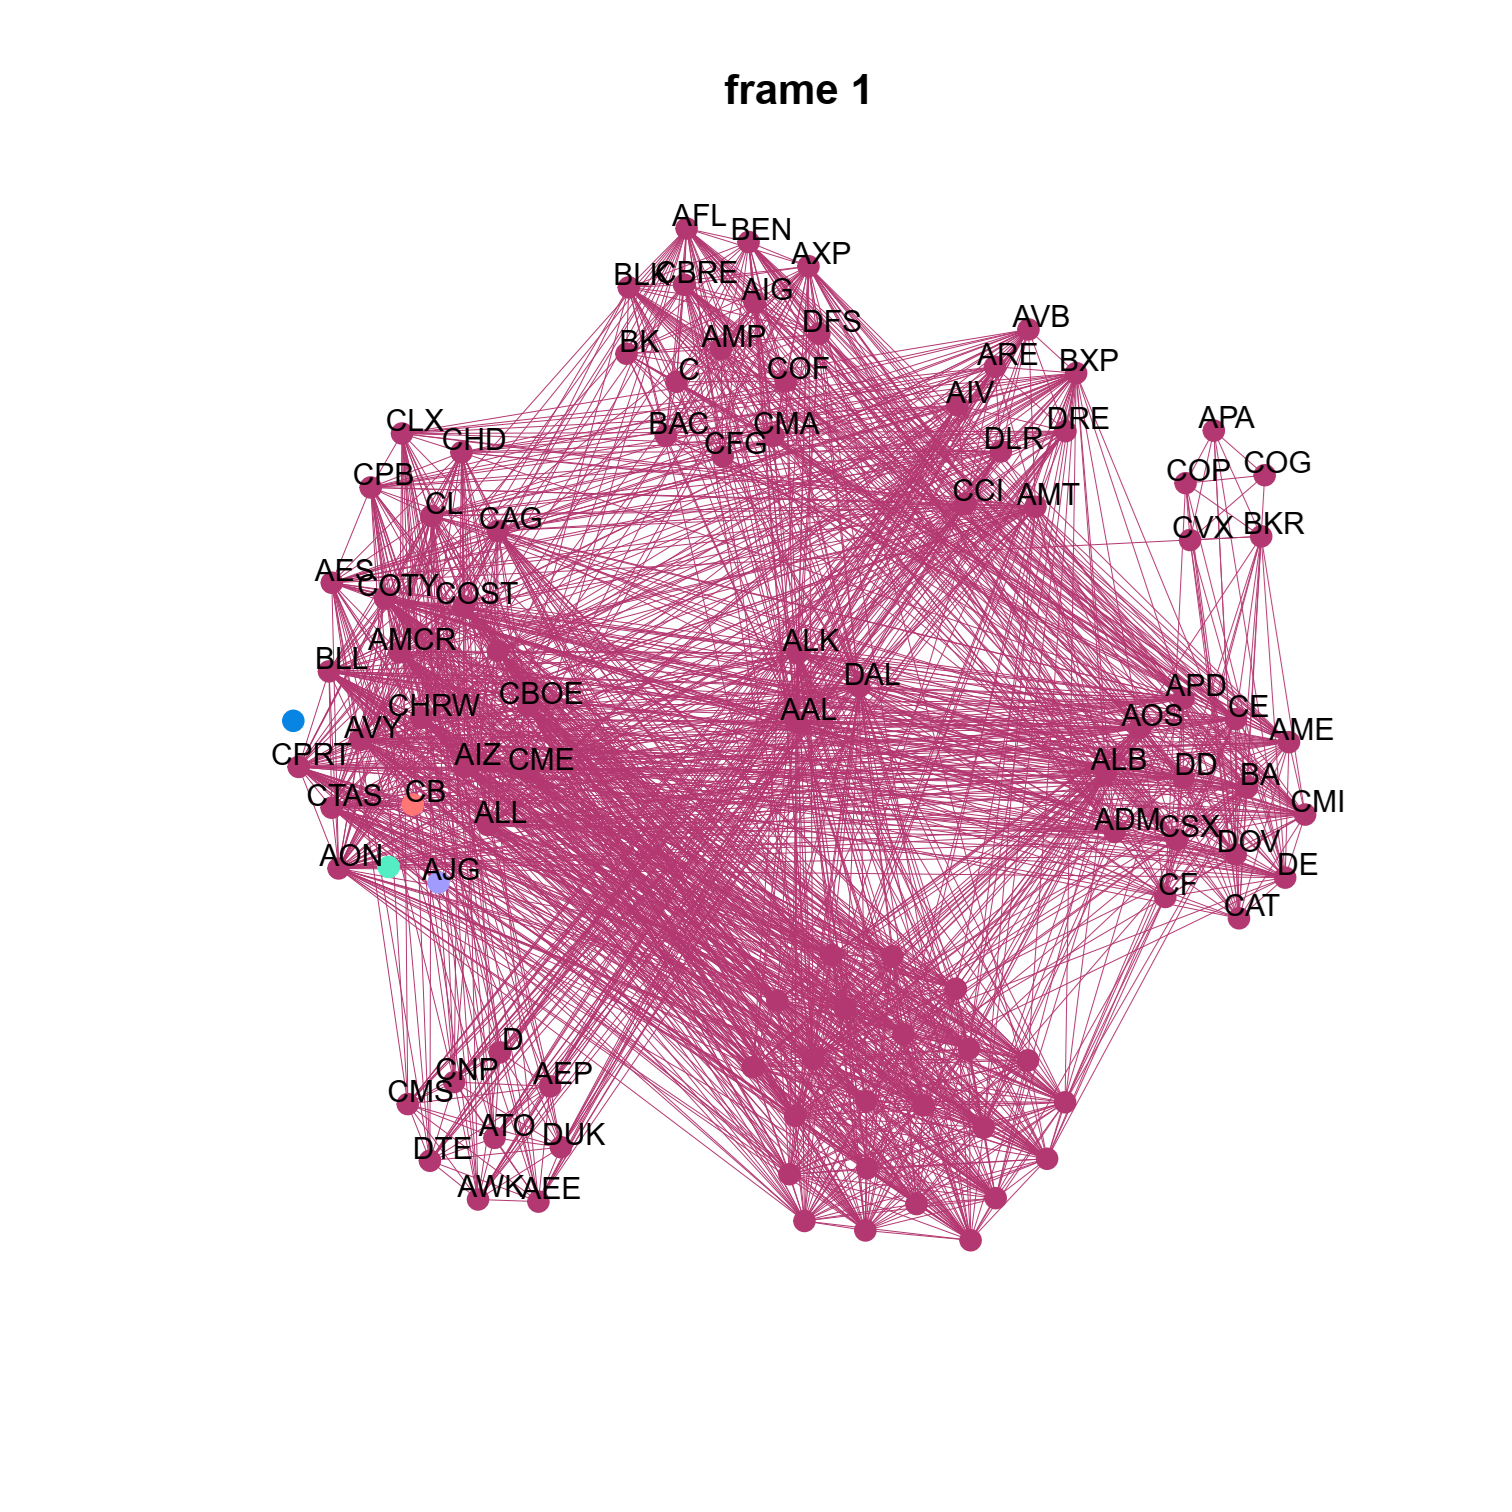 frame 1
AFL
BEN
AXP
BLK
CBRE
AIG
DFS
BK
AMP
C
COF
BAC
CMA
CFG
AVB
ARE
BXP
AIV
DRE
DLR
CCI
AMT
APA
COP
COG
CVX
BKR
CLX
CHD
CPB
CL
CAG
AES
COTY
COST
AMCR
BLL
CBOE
CHRW
AVY
CPRT
AIZ
CME
CTAS
CB
ALL
AON
AJG
ALK
DAL
AAL
APD
AOS
CE
AME
ALB
DD
BA
CMI
ADM
CSX
DOV
DE
CF
CAT
D
CNP
AEP
CMS
ATO
DUK
DTE
AWK
AEE